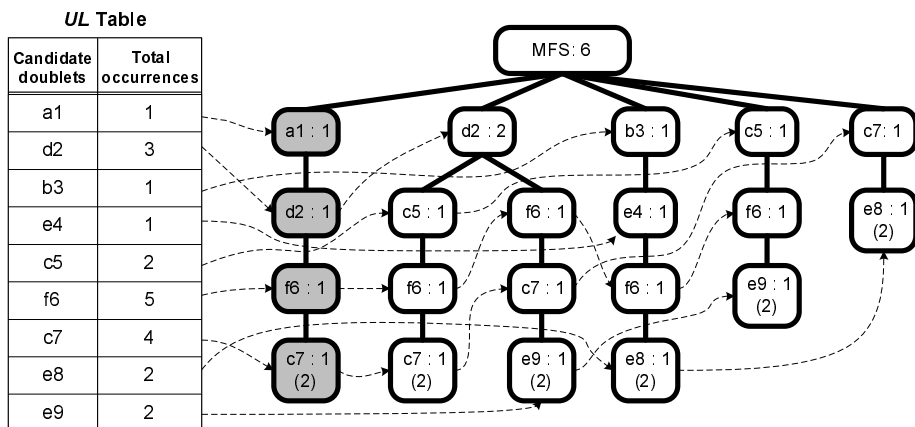 UL Table
Candidate doublets
Total occurrences
a1 1
d2 3
b3 1
e4 1
c5 2
f6 5
c7 4
e8 2
e9 2
MFS: 6
a1 : 1
d2 : 2
b3 : 1
c5 : 1
c7: 1
d2 : 1
c5 : 1
f6 : 1
e4 : 1
f6 : 1
e8 : 1
(2)
f6 : 1
f6 : 1
c7 : 1
f6 : 1
e9 : 1
(2)
c7 : 1
(2)
c7 : 1
(2)
e9 : 1
(2)
e8 : 1
(2)